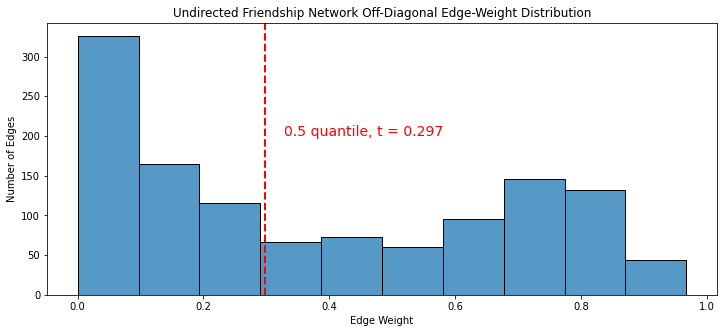 Undirected Friendship Network Off-Diagonal Edge-Weight Distribution
Number of Edges
300
250
200
150
100
50
0
0.5 quantile, t = 0.297
0.0 0.2 0.4 0.6 0.8 1.0
Edge Weight